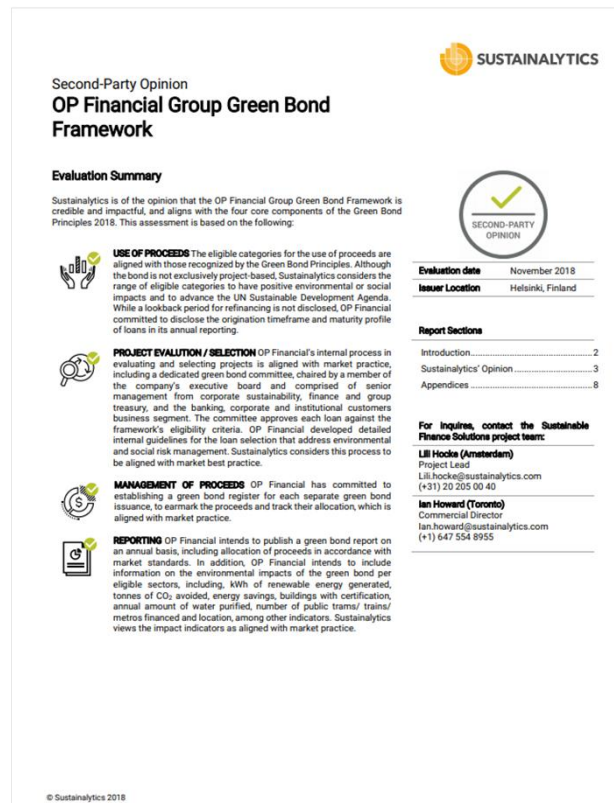 SUSTAINALYTICS
Second-Party Opinion
OP Financial Group Green Bond
Framework
Evaluation Summary
Sustainalytics is of the opinion that the OP Financial Group Green Bond Framework is
credible and impactful, and aligns with the four core components of the Green Bond
Principles 2018. This assessment is based on the following:
USE OF PROCEEDS The eligible categories for the use of proceeds are
aligned with those recognized by the Green Bond Principles. Although
the bond is not exclusively project-based, Sustainalytics considers the
range of eligible categories to have positive environmental or social
impacts and to advance the UN Sustainable Development Agenda.
While a lookback period for refinancing is not disclosed, OP Financial
committed to disclose the origination timeframe and maturity profile
of loans in its annual reporting.
PROJECT EVALUTION / SELECTION OP Financial's internal process in
evaluating and selecting projects is aligned with market practice,
including a dedicated green bond committee, chaired by a member of
the company's executive board and comprised of senior
management from corporate sustainability, finance and group
treasury, and the banking, corporate and institutional customers
business segment. The committee approves each loan against the
framework's eligibility criteria. OP Financial developed detailed
internal guidelines for the loan selection that address environmental
and social risk management. Sustainalytics considers this process to
be aligned with market best practice.
MANAGEMENT OF PROCEEDS OP Financial has committed to
establishing a green bond register for each separate green bond
issuance, to earmark the proceeds and track their allocation, which is
aligned with market practice.
REPORTING OP Financial intends to publish a green bond report on
an annual basis, including allocation of proceeds in accordance with
market standards. In addition, OP Financial intends to include
information on the environmental impacts of the green bond per
eligible sectors, including, kWh of renewable energy generated,
tonnes of CO₂ avoided, energy savings, buildings with certification,
annual amount of water purified, number of public trams/ trains/
metros financed and location, among other indicators. Sustainalytics
views the impact indicators as aligned with market practice.
SECOND-PARTY
OPINION
Evaluation date November 2018
Issuer Location Helsinki, Finland
Report Sections
Introduction 2
Sustainalytics' Opinion 3
Appendices 8
For inquires, contact the Sustainable
Finance Solutions project team:
Lili Hocke (Amsterdam)
Project Lead
Lili.hocke@sustainalytics.com
(+31) 20 205 00 40
Ian Howard (Toronto)
Commercial Director
Ian.howard@sustainalytics.com
(+1) 647 554 8955
© Sustainalytics 2018